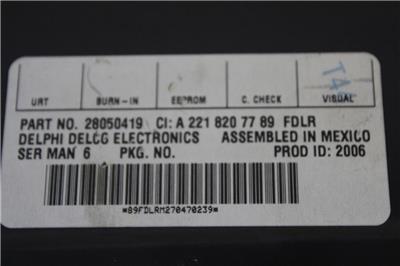 TA
URT BURN-IN EEPROM C. CHECK VISUAL
PART NO. 28050419 CI: A 221 820 77 89 FDLR
DELPHI DELCO ELECTRONICS ASSEMBLED IN MEXICO
SER MAN 6 PKG. NO. PROD ID: 2006
*89FDLRM270470239*